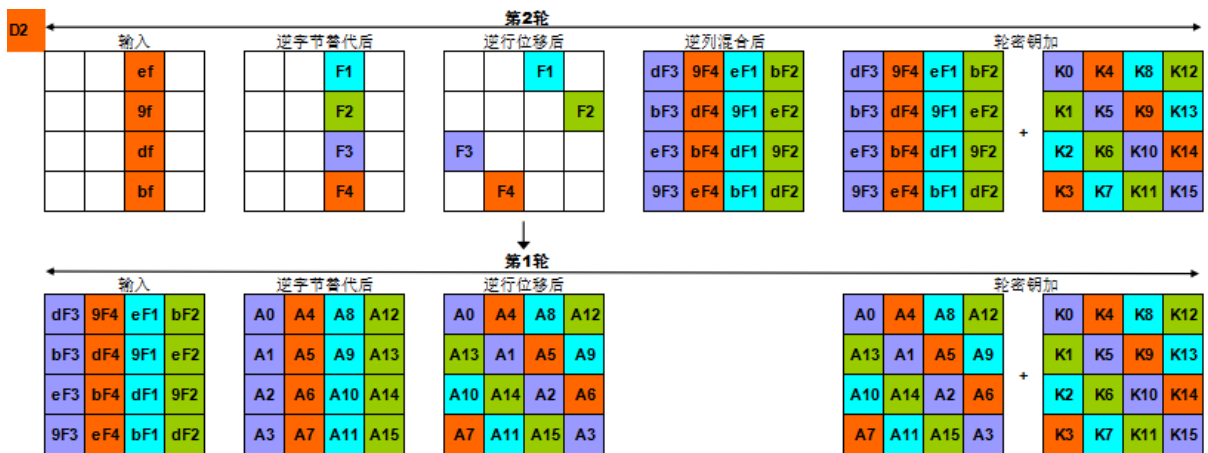 D2
第2轮
输入 逆字节替代后 逆行位移后 逆列混合后 轮密钥加
ef F1 F1 dF3 9F4 eF1 bF2 dF3 9F4 eF1 bF2 K0 K4 K8 K12
9f F2 F2 bF3 dF4 9F1 eF2 bF3 dF4 9F1 eF2 K1 K5 K9 K13
+
df F3 F3 eF3 bF4 dF1 9F2 eF3 bF4 dF1 9F2 K2 K6 K10 K14
bf F4 F4 9F3 eF4 bF1 dF2 9F3 eF4 bF1 dF2 K3 K7 K11 K15
第1轮
输入 逆字节替代后 逆行位移后 轮密钥加
dF3 9F4 eF1 bF2 A0 A4 A8 A12 A0 A4 A8 A12 A0 A4 A8 A12 K0 K4 K8 K12
bF3 dF4 9F1 eF2 A1 A5 A9 A13 A13 A1 A5 A9 A13 A1 A5 A9 K1 K5 K9 K13
+
eF3 bF4 dF1 9F2 A2 A6 A10 A14 A10 A14 A2 A6 A10 A14 A2 A6 K2 K6 K10 K14
9F3 eF4 bF1 dF2 A3 A7 A11 A15 A7 A11 A15 A3 A7 A11 A15 A3 K3 K7 K11 K15